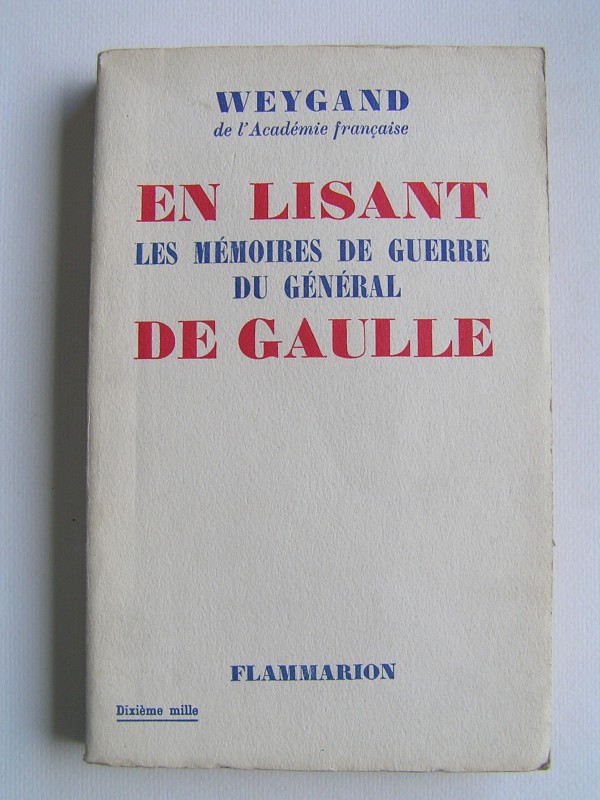 WEYGAND
de l'Académie française
EN LISANT
LES MÉMOIRES DE GUERRE
DU GÉNÉRAL
DE GAULLE
FLAMMARION
Dixième mille